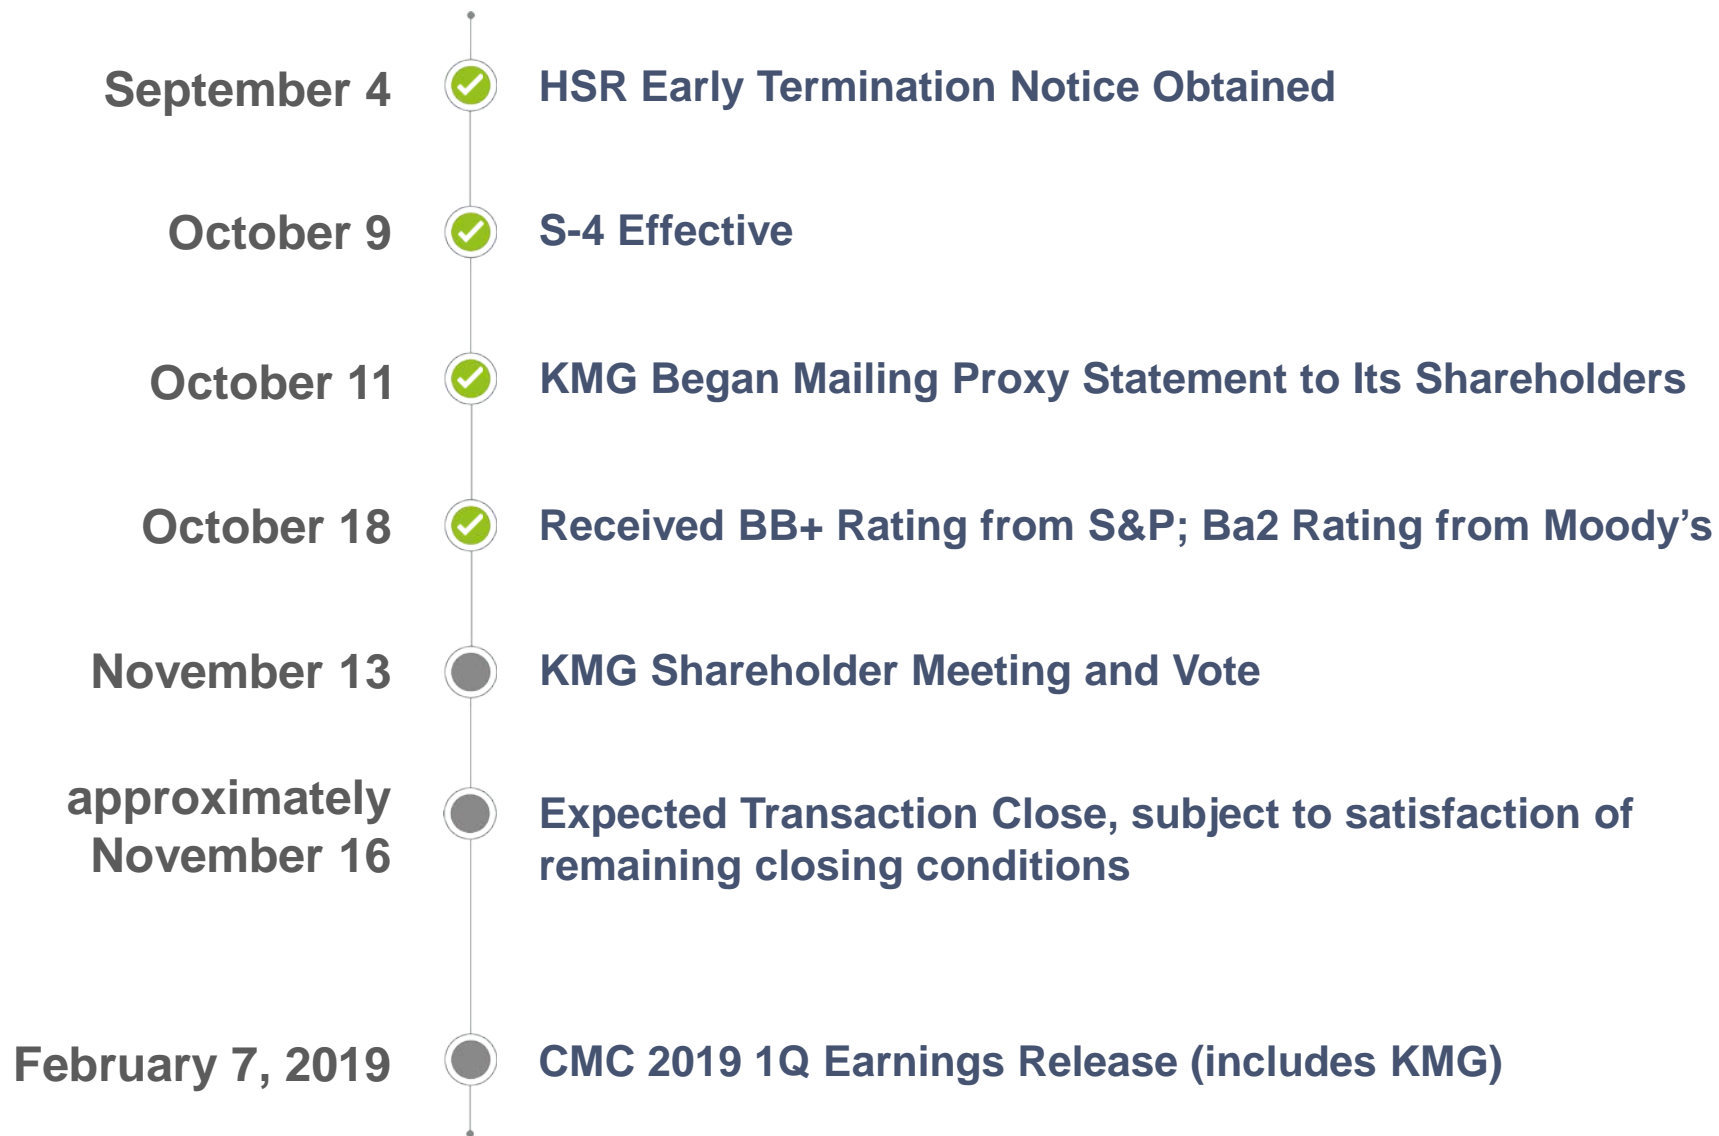 September 4
HSR Early Termination Notice Obtained
October 9
S-4 Effective
October 11
KMG Began Mailing Proxy Statement to Its Shareholders
October 18
Received BB+ Rating from S&P; Ba2 Rating from Moody’s
November 13
KMG Shareholder Meeting and Vote
approximately
November 16
Expected Transaction Close, subject to satisfaction of
remaining closing conditions
February 7, 2019
CMC 2019 1Q Earnings Release (includes KMG)